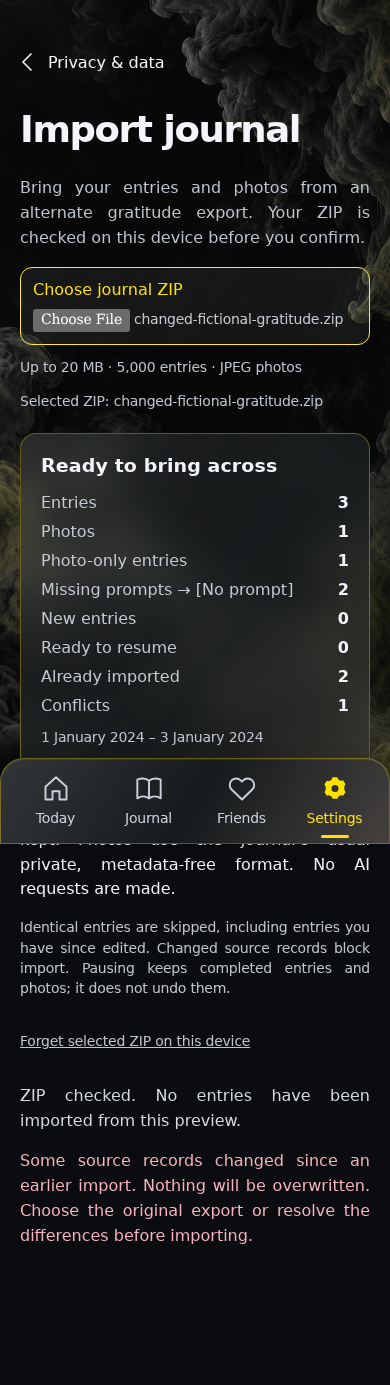 Privacy & data
Import journal
Bring your entries and photos from an
alternate gratitude export. Your ZIP is
checked on this device before you confirm.
Choose journal ZIP
Choose File changed-fictional-gratitude.zip
Up to 20 MB · 5,000 entries · JPEG photos
Selected ZIP: changed-fictional-gratitude.zip
Ready to bring across
Entries 3
Photos 1
Photo-only entries 1
Missing prompts → [No prompt] 2
New entries 0
Ready to resume 0
Already imported 2
Conflicts 1
1 January 2024 – 3 January 2024
Today Journal Friends Settings
private, metadata-free format. No AI
requests are made.
Identical entries are skipped, including entries you
have since edited. Changed source records block
import. Pausing keeps completed entries and
photos; it does not undo them.
Forget selected ZIP on this device
ZIP checked. No entries have been
imported from this preview.
Some source records changed since an
earlier import. Nothing will be overwritten.
Choose the original export or resolve the
differences before importing.